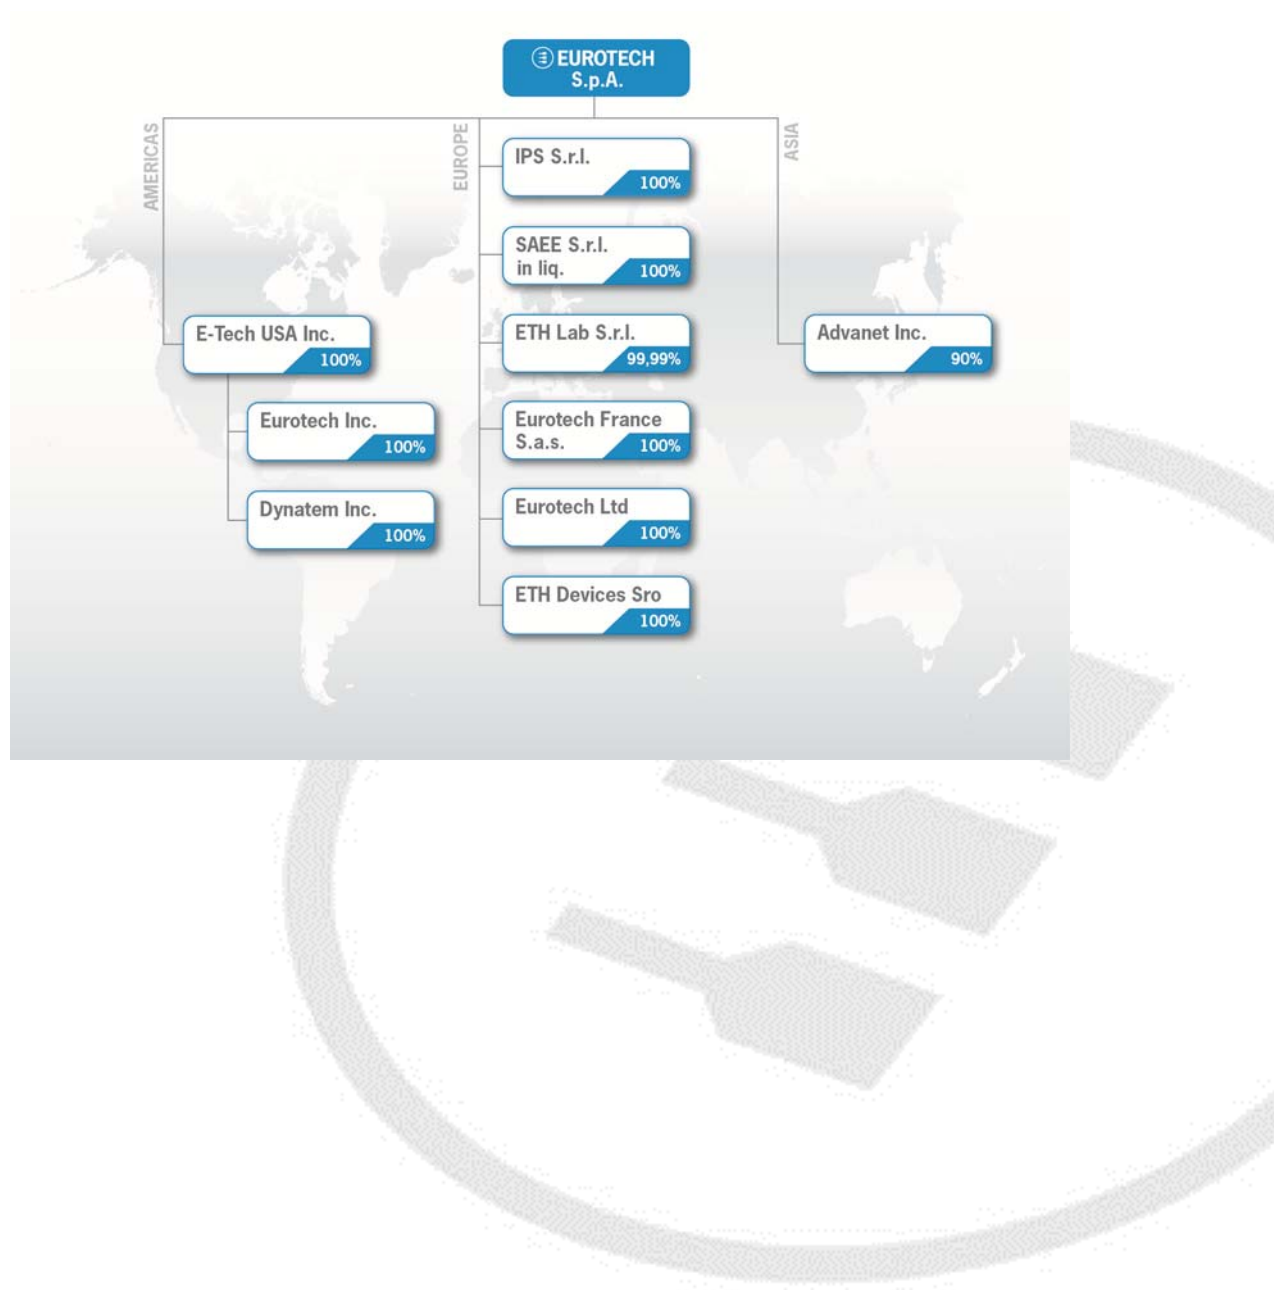 EUROTECH
S.p.A.
AMERICAS
E-Tech USA Inc.
100%
Eurotech Inc.
100%
Dynatem Inc.
100%
EUROPE
IPS S.r.l.
100%
SAEE S.r.l.
in liq.
100%
ETH Lab S.r.l.
99,99%
Eurotech France
S.a.s.
100%
Eurotech Ltd
100%
ETH Devices Sro
100%
ASIA
Advanet Inc.
90%